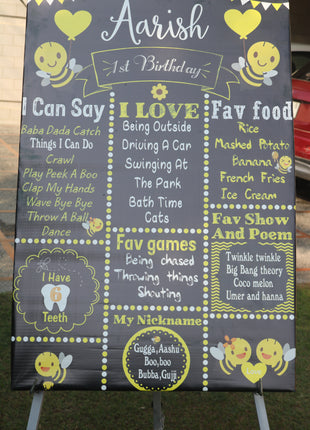 Aarish
1st Birthday
I Can Say
Baba Dada Catch
Things I Can Do
Crawl
Play Peek A Boo
Clap My Hands
Wave Bye Bye
Throw A Ball
Dance
I Have
6
Teeth
I LOVE
Being Outside
Driving A Car
Swinging At
The Park
Bath Time
Cats
Fav games
Being chased
Throwing things
Shouting
My Nickname
Gugga,Aashu
Boo,boo
Bubba,Gujji
Fav food
Rice
Mashed Potato
Banana
French Fries
Ice Cream
Fav Show
And Poem
Twinkle twinkle
Big Bang theory
Coco melon
Umer and hanna